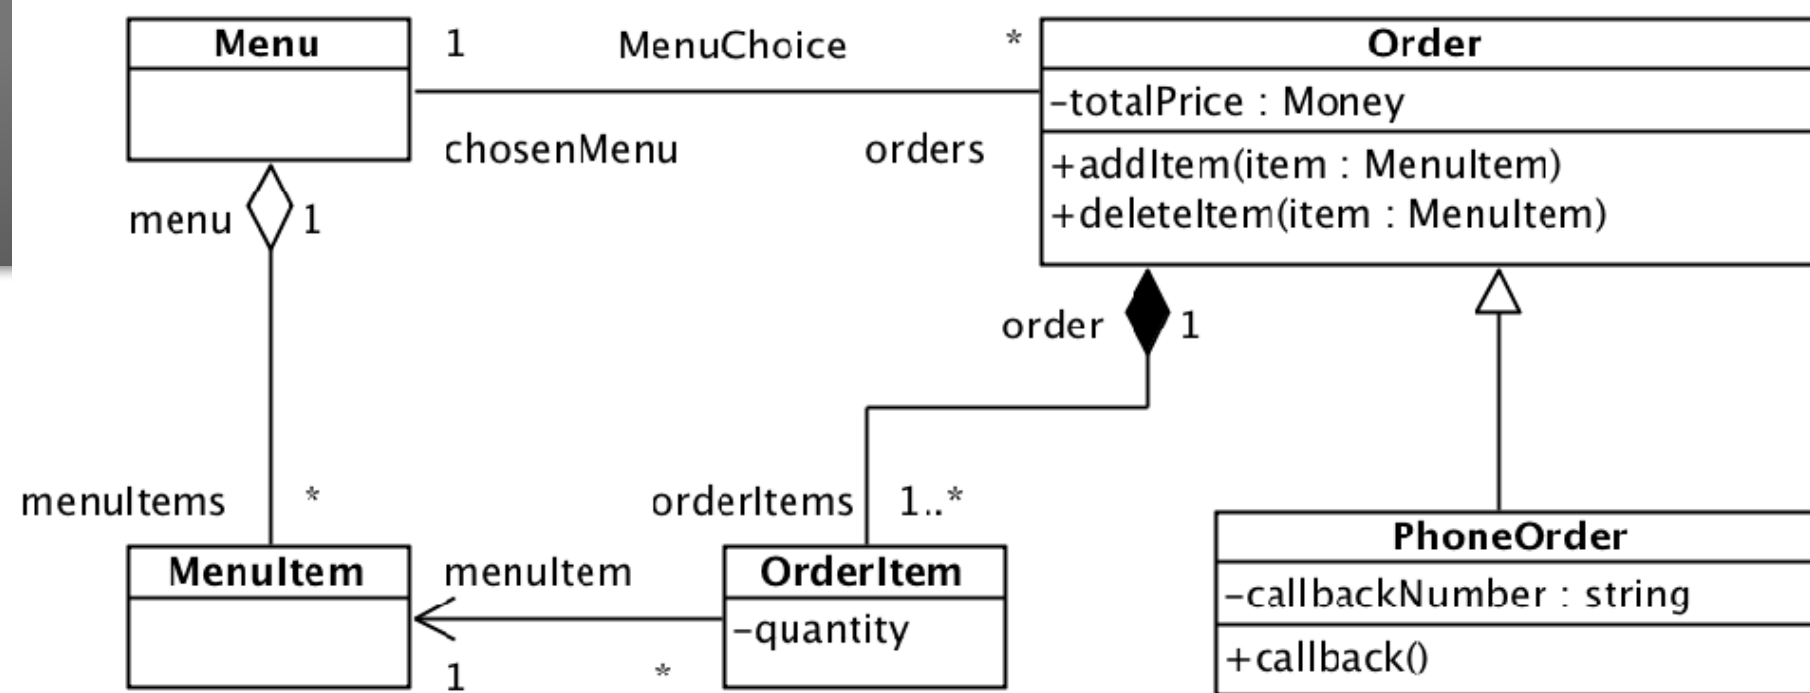 Menu
1 MenuChoice *
chosenMenu orders
Order
-totalPrice : Money
+addItem(item : MenuItem)
+deleteItem(item : MenuItem)
menu 1
order 1
menuItems *
orderItems 1..*
MenuItem
menuItem
1 *
OrderItem
-quantity
PhoneOrder
-callbackNumber : string
+callback()